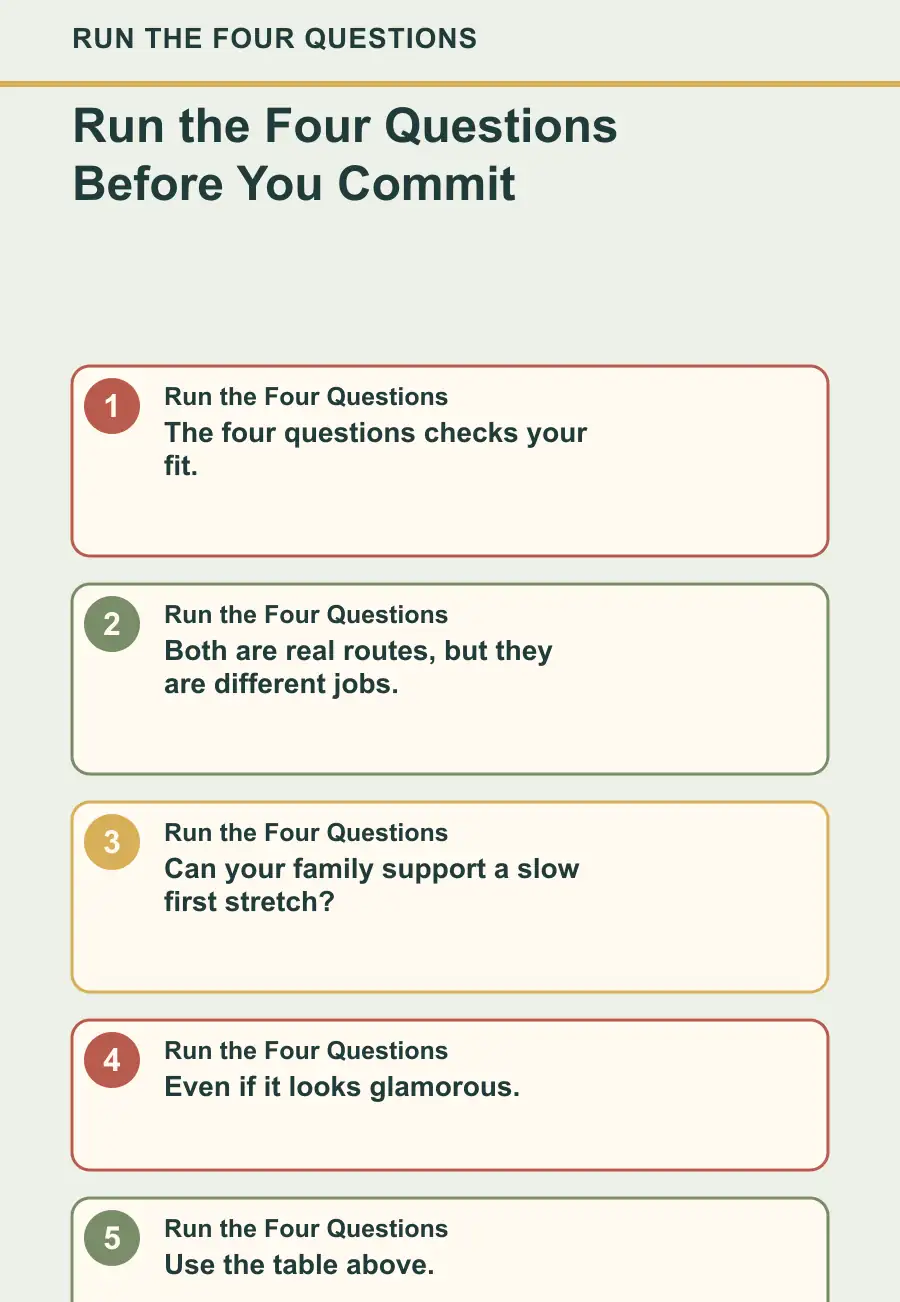 RUN THE FOUR QUESTIONS
Run the Four Questions
Before You Commit
1
Run the Four Questions
The four questions checks your
fit.
2
Run the Four Questions
Both are real routes, but they
are different jobs.
3
Run the Four Questions
Can your family support a slow
first stretch?
4
Run the Four Questions
Even if it looks glamorous.
5
Run the Four Questions
Use the table above.